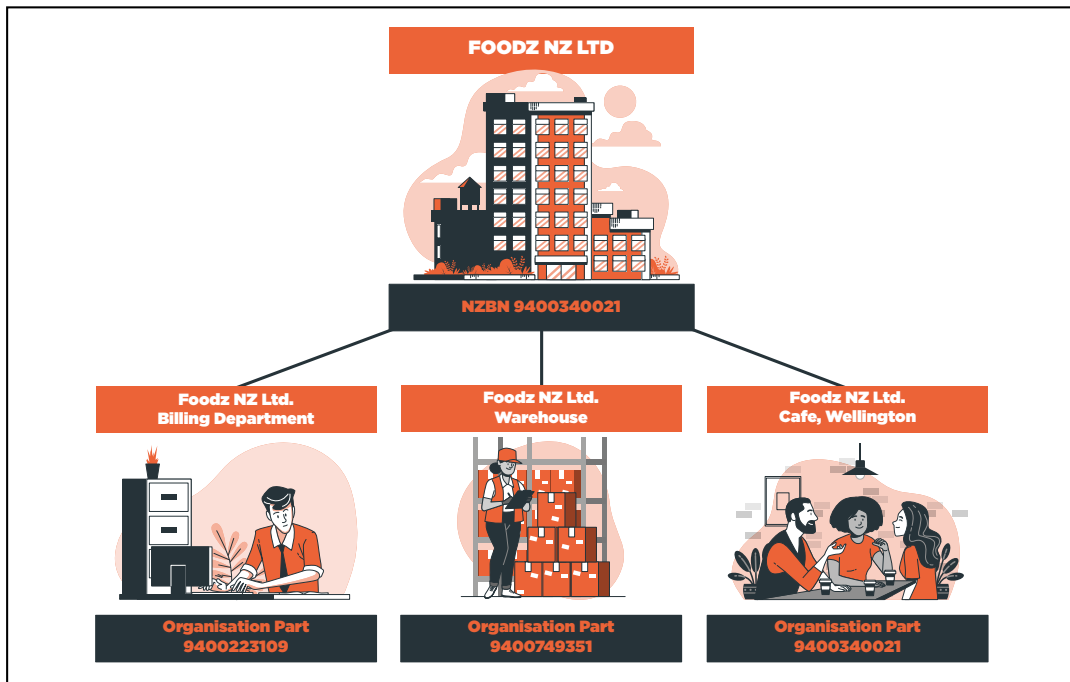 FOODZ NZ LTD
NZBN 9400340021
Foodz NZ Ltd.
Billing Department
Organisation Part
9400223109
Foodz NZ Ltd.
Warehouse
Organisation Part
9400749351
Foodz NZ Ltd.
Cafe, Wellington
Organisation Part
9400340021